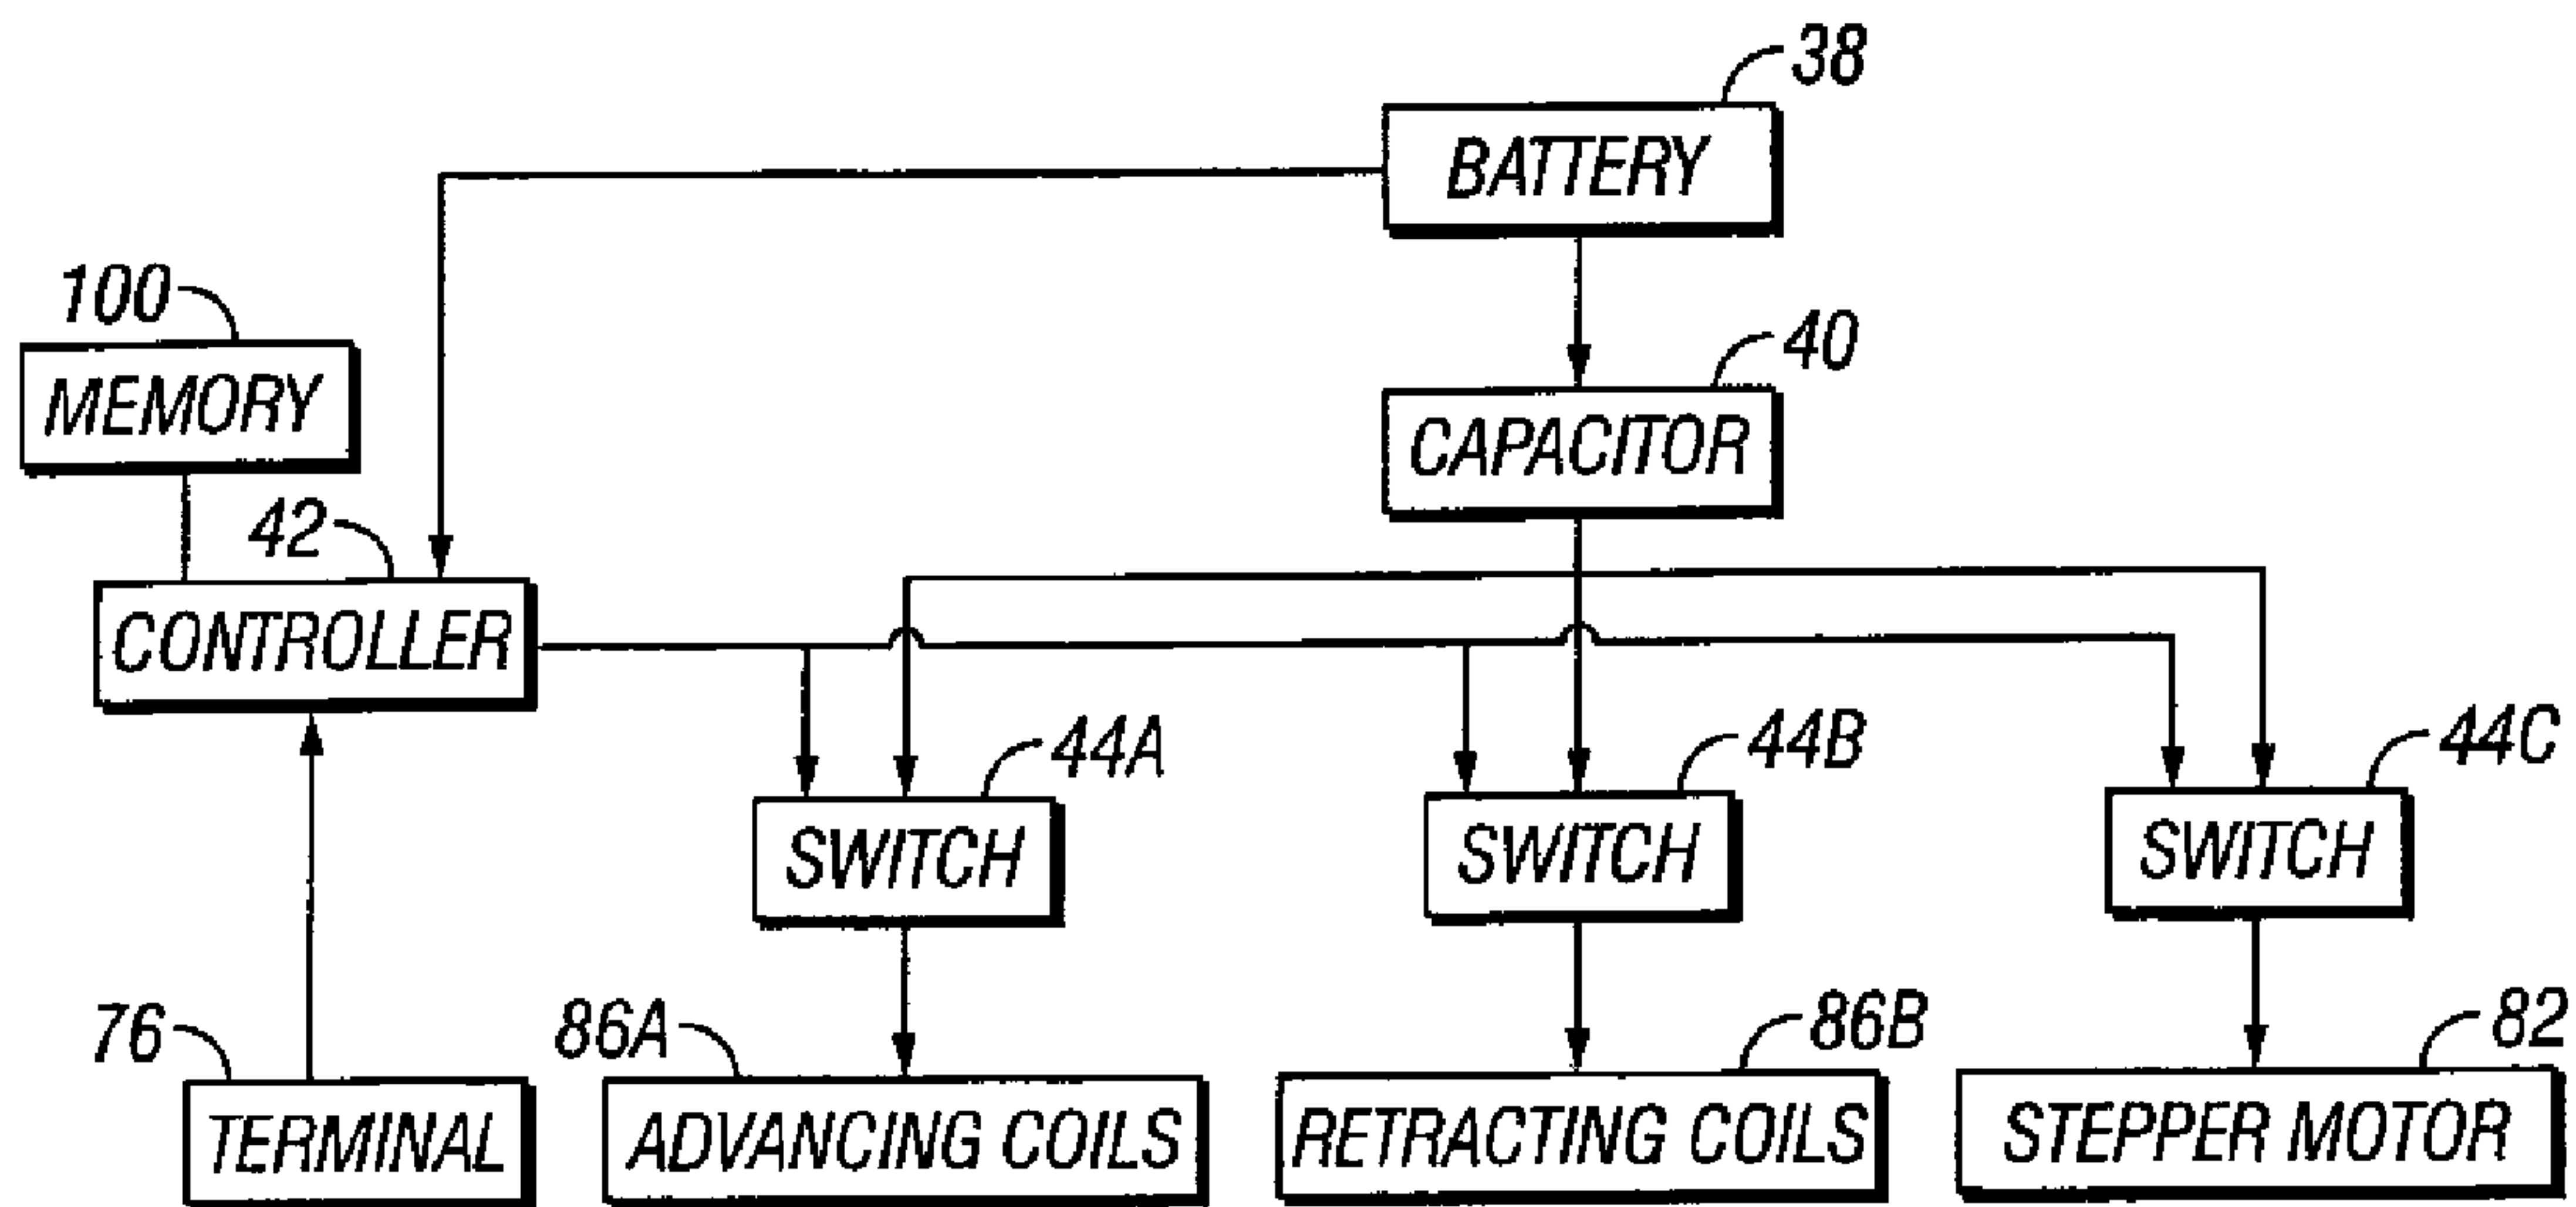 38
BATTERY
100
MEMORY
40
CAPACITOR
42
CONTROLLER
44A
SWITCH
44B
SWITCH
44C
SWITCH
76
TERMINAL
86A
ADVANCING COILS
86B
RETRACTING COILS
82
STEPPER MOTOR